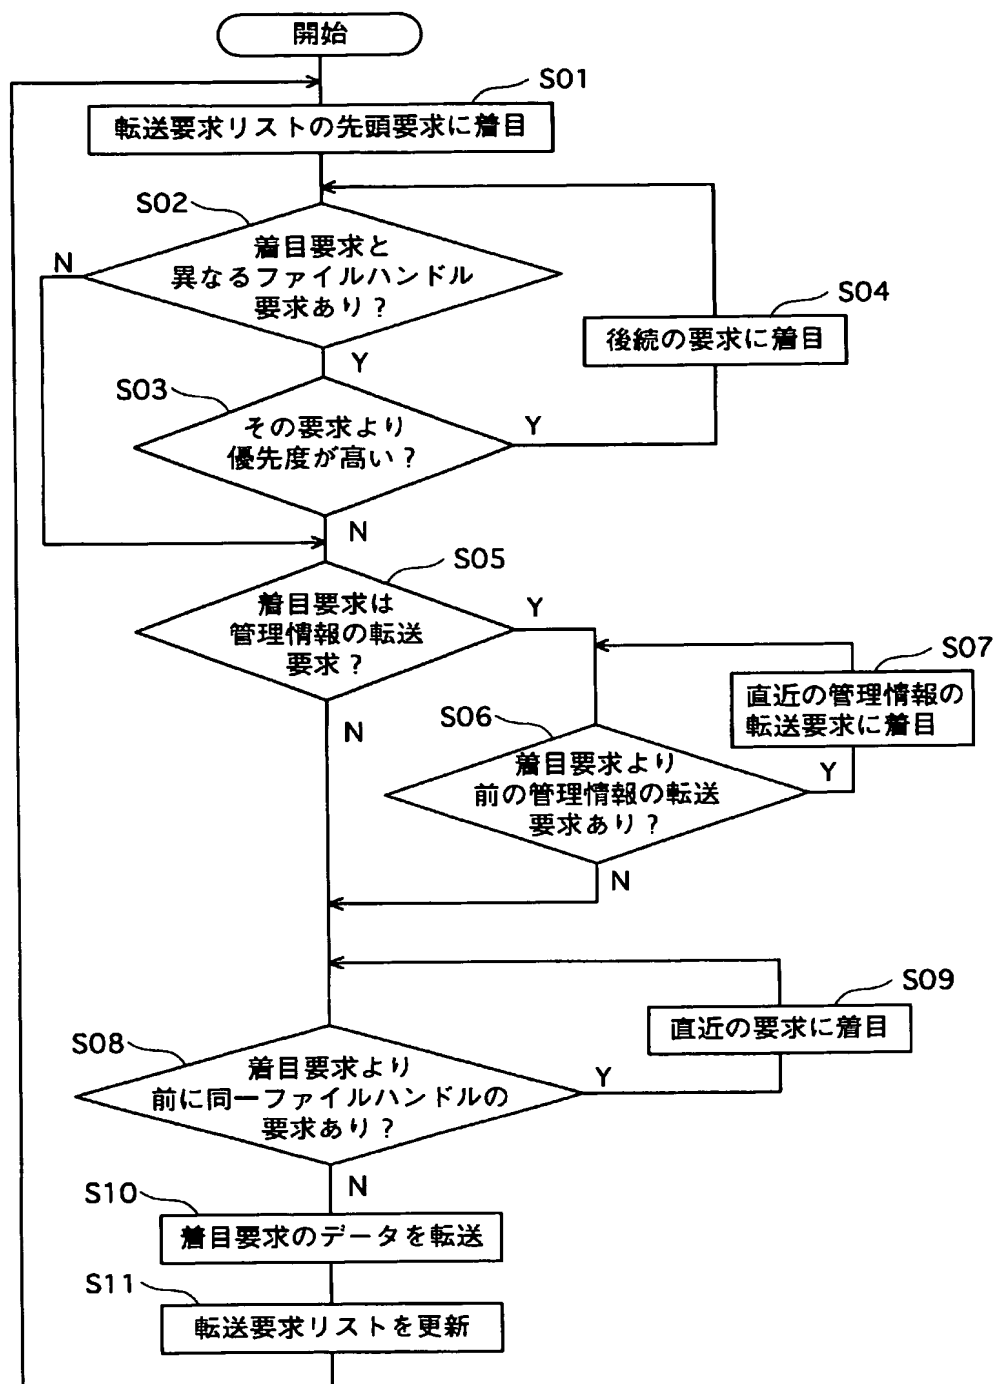 開始
S01
転送要求リストの先頭要求に着目
S02
着目要求と
異なるファイルハンドル
要求あり?
N
Y
S04
後続の要求に着目
S03
その要求より
優先度が高い?
Y
N
S05
着目要求は
管理情報の転送
要求?
Y
N
S07
直近の管理情報の
転送要求に着目
S06
着目要求より
前の管理情報の転送
要求あり?
Y
N
S09
直近の要求に着目
S08
着目要求より
前に同一ファイルハンドルの
要求あり?
Y
N
S10
着目要求のデータを転送
S11
転送要求リストを更新